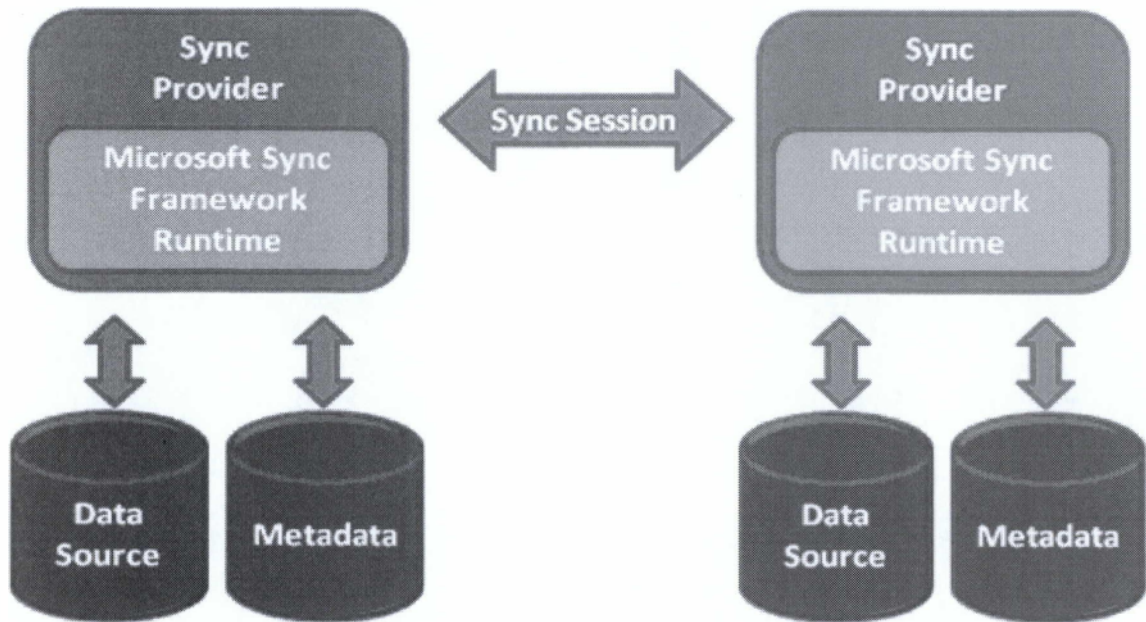 Sync
Provider
Microsoft Sync
Framework
Runtime
Sync Session
Sync
Provider
Microsoft Sync
Framework
Runtime
Data
Source
Metadata
Data
Source
Metadata